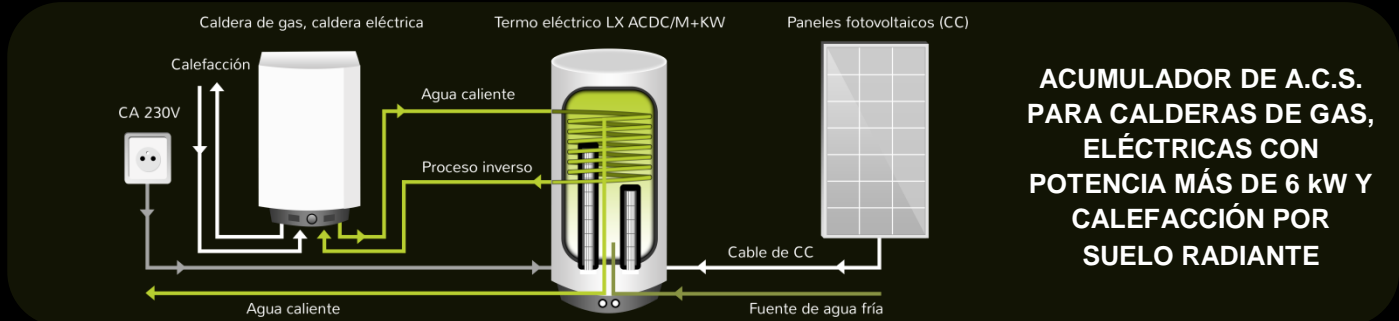 Caldera de gas, caldera eléctrica
Termo eléctrico LX ACDC/M+KW
Paneles fotovoltaicos (CC)
Calefacción
CA 230V
Agua caliente
Proceso inverso
Cable de CC
Agua caliente
Fuente de agua fría
ACUMULADOR DE A.C.S.
PARA CALDERAS DE GAS,
ELÉCTRICAS CON
POTENCIA MÁS DE 6 kW Y
CALEFACCIÓN POR
SUELO RADIANTE